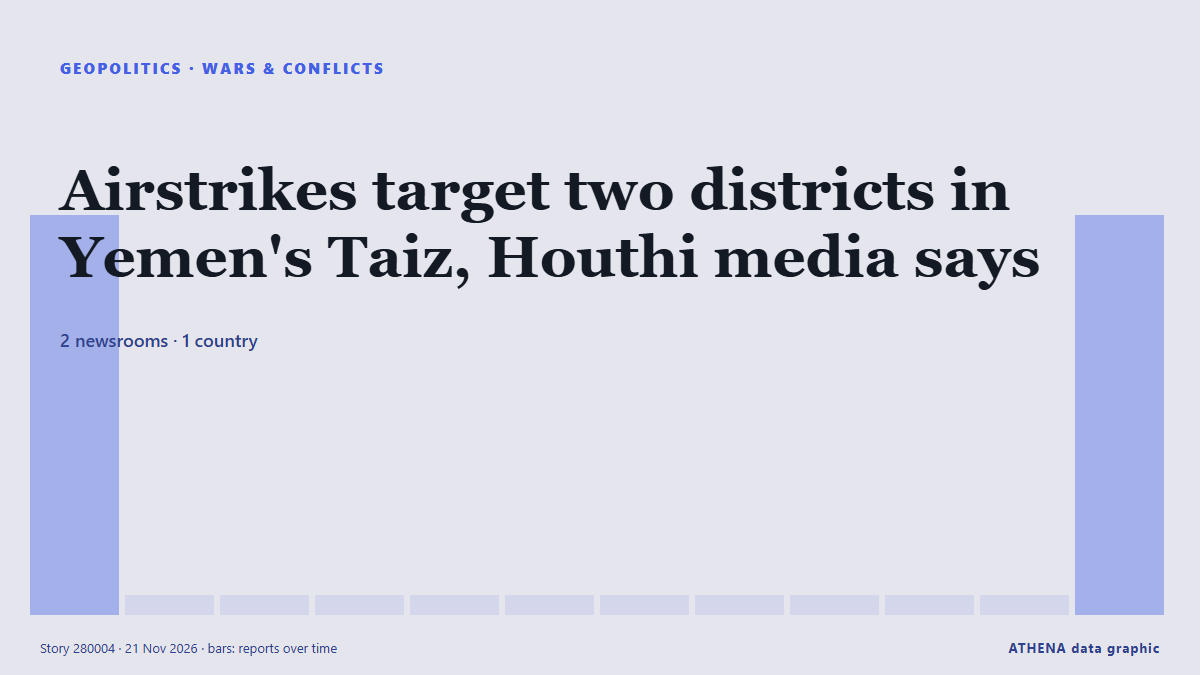 GEOPOLITICS · WARS & CONFLICTS
Airstrikes target two districts in
Yemen's Taiz, Houthi media says
2 newsrooms · 1 country
Story 280004 · 21 Nov 2026 · bars: reports over time
ATHENA data graphic